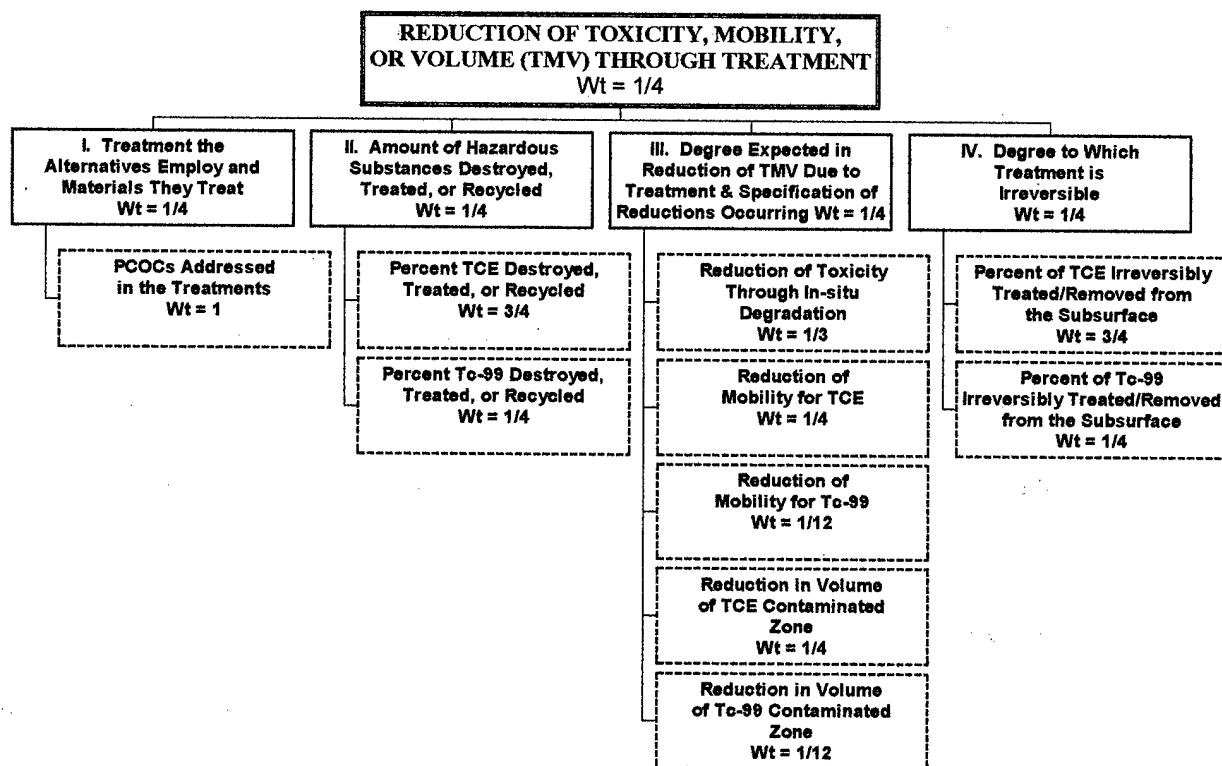 REDUCTION OF TOXICITY, MOBILITY,
OR VOLUME (TMV) THROUGH TREATMENT
Wt = 1/4
I. Treatment the
Alternatives Employ and
Materials They Treat
Wt = 1/4
PCOCs Addressed
in the Treatments
Wt = 1
II. Amount of Hazardous
Substances Destroyed,
Treated, or Recycled
Wt = 1/4
Percent TCE Destroyed,
Treated, or Recycled
Wt = 3/4
Percent Tc-99 Destroyed,
Treated, or Recycled
Wt = 1/4
III. Degree Expected in
Reduction of TMV Due to
Treatment & Specification of
Reductions Occurring Wt = 1/4
Reduction of Toxicity
Through In-situ
Degradation
Wt = 1/3
Reduction of
Mobility for TCE
Wt = 1/4
Reduction of
Mobility for Tc-99
Wt = 1/12
Reduction in Volume
of TCE Contaminated
Zone
Wt = 1/4
Reduction in Volume
of Tc-99 Contaminated
Zone
Wt = 1/12
IV. Degree to Which
Treatment is
Irreversible
Wt = 1/4
Percent of TCE Irreversibly
Treated/Removed from
the Subsurface
Wt = 3/4
Percent of Tc-99
Irreversibly Treated/Removed
from the Subsurface
Wt = 1/4